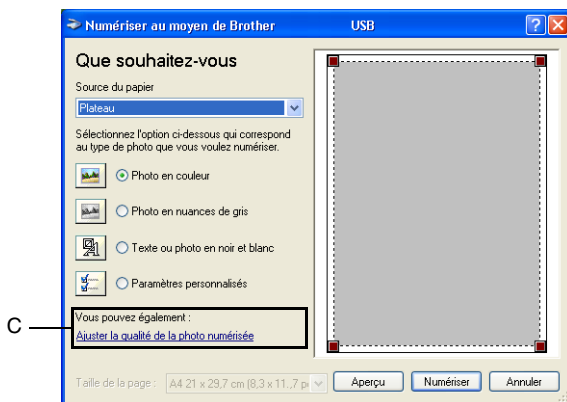 Numériser au moyen de Brother USB
Que souhaitez-vous
Source du papier
Plateau
Sélectionnez l'option ci-dessous qui correspond
au type de photo que vous voulez numériser.
Photo en couleur
Photo en nuances de gris
Texte ou photo en noir et blanc
Paramètres personnalisés
C
Vous pouvez également :
Ajuster la qualité de la photo numérisée
Taille de la page : A4 21 x 29,7 cm (8,3 x 11.,7 p
Aperçu Numériser Annuler